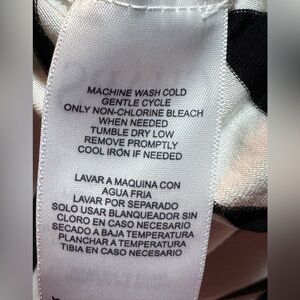 MACHINE WASH COLD
GENTLE CYCLE
ONLY NON-CHLORINE BLEACH
WHEN NEEDED
TUMBLE DRY LOW
REMOVE PROMPTLY
COOL IRON IF NEEDED
LAVAR A MAQUINA CON
AGUA FRIA
LAVAR POR SEPARADO
SOLO USAR BLANQUEADOR SIN
CLORO EN CASO NECESARIO
SECADO A BAJA TEMPERATURA
PLANCHAR A TEMPERATURA
TIBIA EN CASO NECESARIO